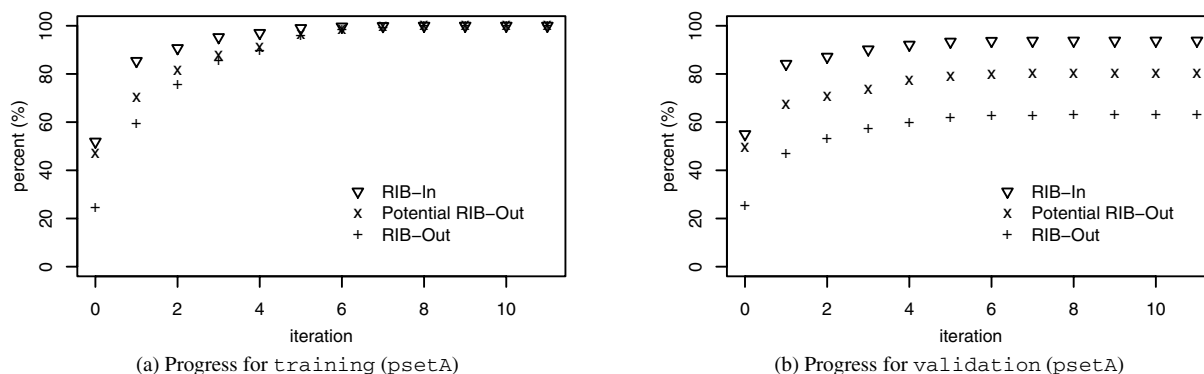 percent (%)
100
80
60
40
20
0
RIB−In
Potential RIB−Out
RIB−Out
0 2 4 6 8 10
iteration
(a) Progress for training (psetA)
percent (%)
100
80
60
40
20
0
RIB−In
Potential RIB−Out
RIB−Out
0 2 4 6 8 10
iteration
(b) Progress for validation (psetA)